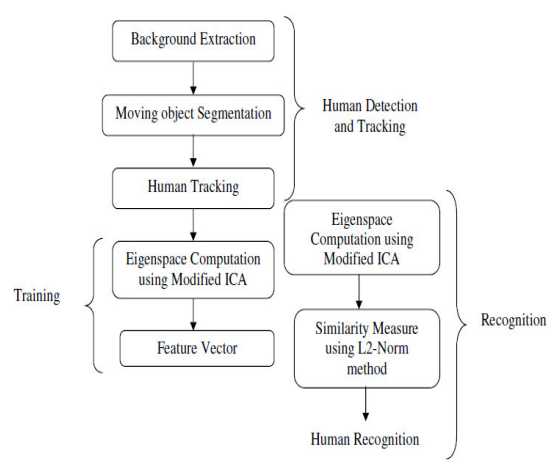 Background Extraction
Moving object Segmentation
Human Tracking
Human Detection
and Tracking
Eigenspace Computation
using Modified ICA
Feature Vector
Training
Eigenspace
Computation using
Modified ICA
Similarity Measure
using L2-Norm
method
Human Recognition
Recognition